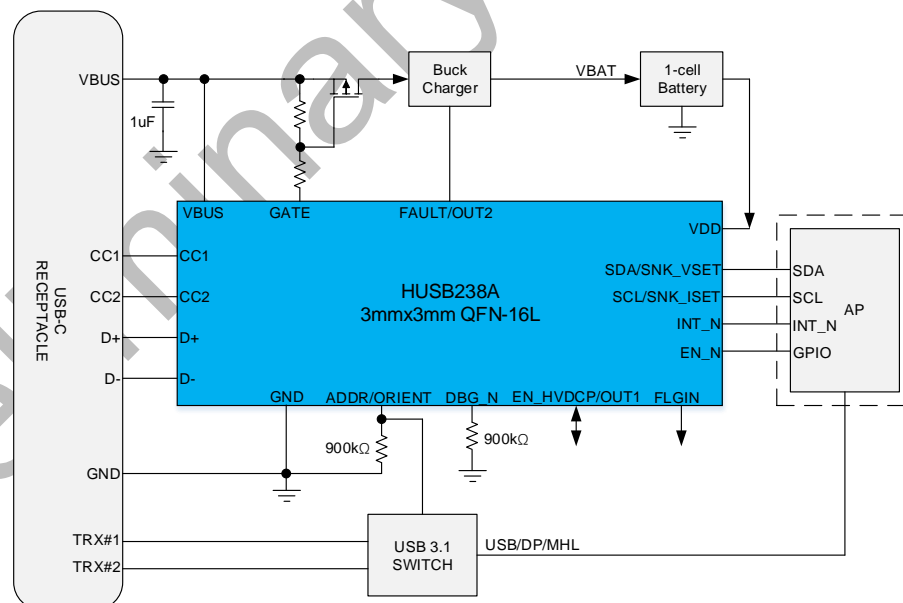 VBUS
1uF
Buck
Charger
VBAT
1-cell
Battery
VBUS
GATE
FAULT/OUT2
VDD
CC1
CC1
SDA/SNK_VSET
SDA
USB-C
RECEPTACLE
CC2
CC2
HUSB238A
3mmx3mm QFN-16L
SCL/SNK_ISET
SCL
AP
D+
D+
INT_N
INT_N
D-
D-
EN_N
GPIO
GND
ADDR/ORIENT
DBG_N
EN_HVDCP/OUT1
FLGIN
900kΩ
900kΩ
GND
TRX#1
TRX#2
USB 3.1
SWITCH
USB/DP/MHL